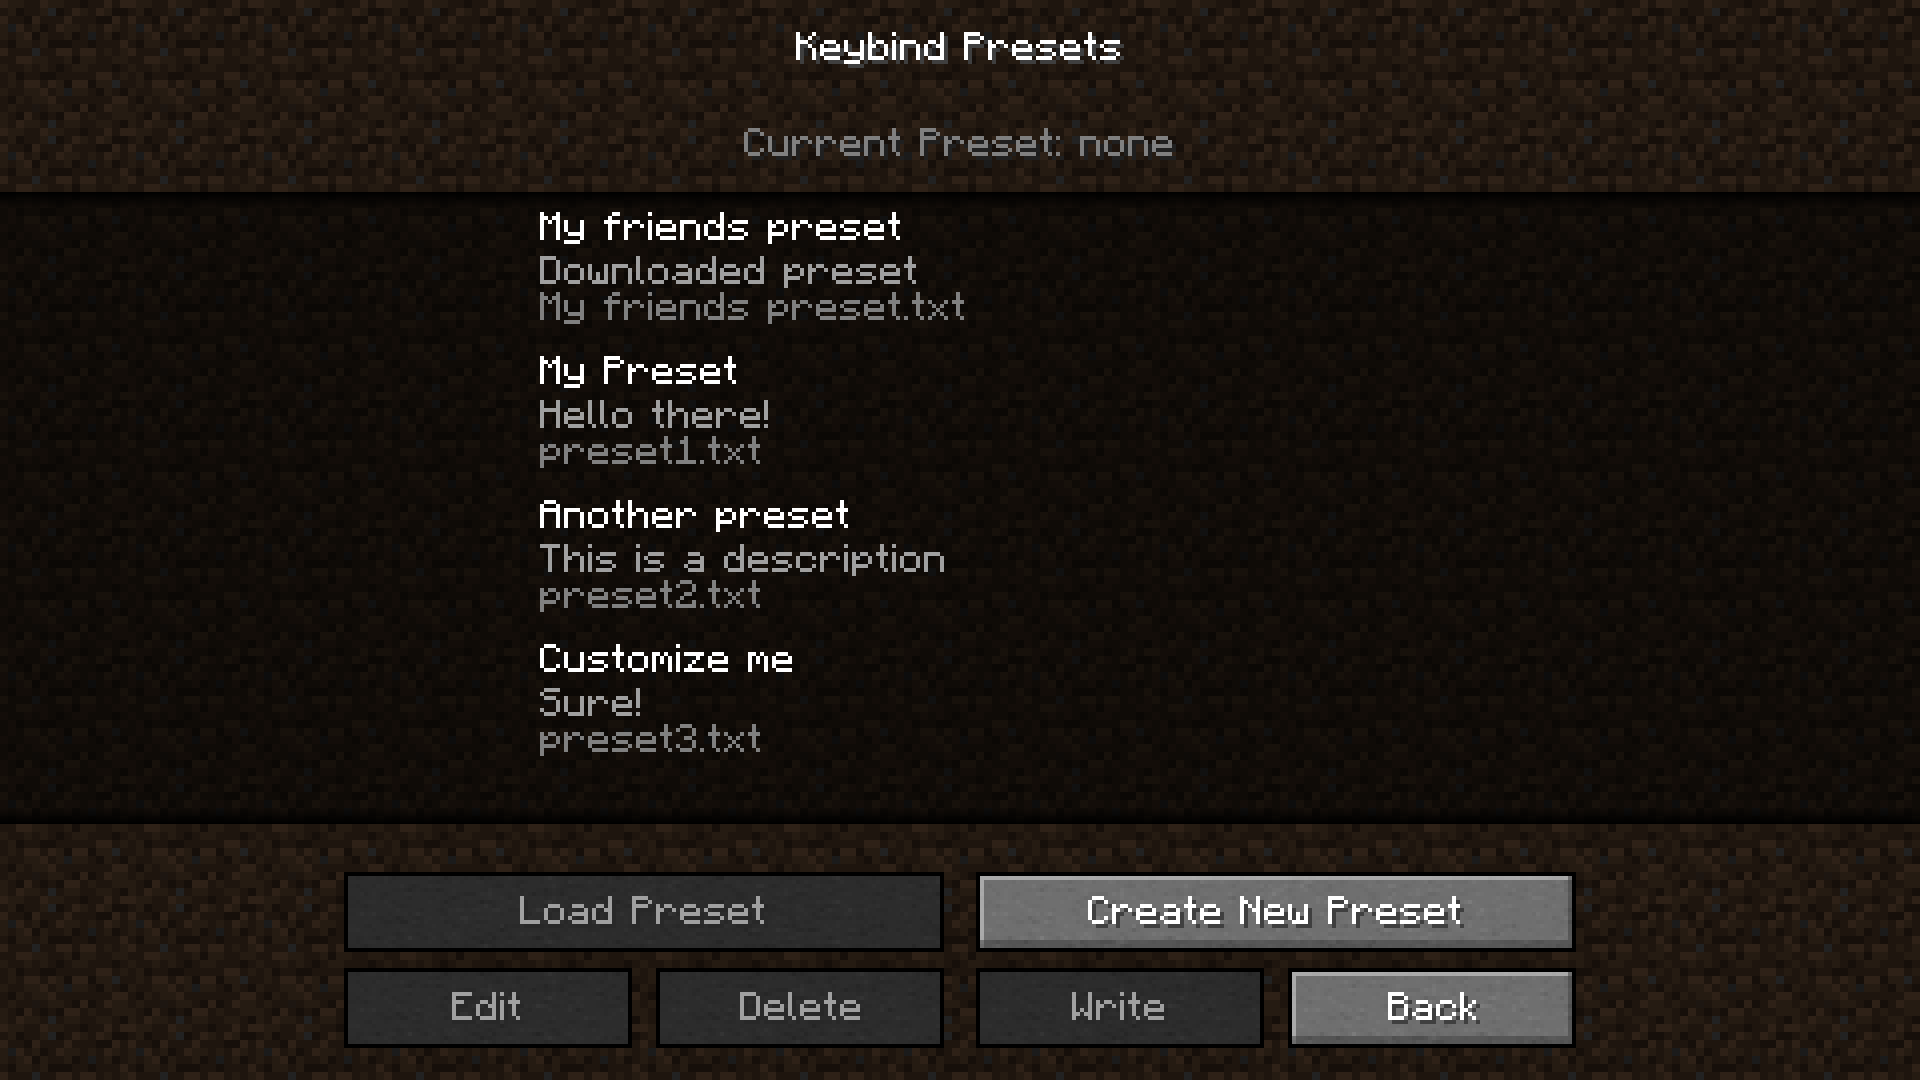 Keybind Presets
Current Preset: none
My friends preset
Downloaded preset
My friends preset.txt
My Preset
Hello there!
preset1.txt
Another preset
This is a description
preset2.txt
Customize me
Sure!
preset3.txt
Load Preset
Create New Preset
Edit
Delete
Write
Back